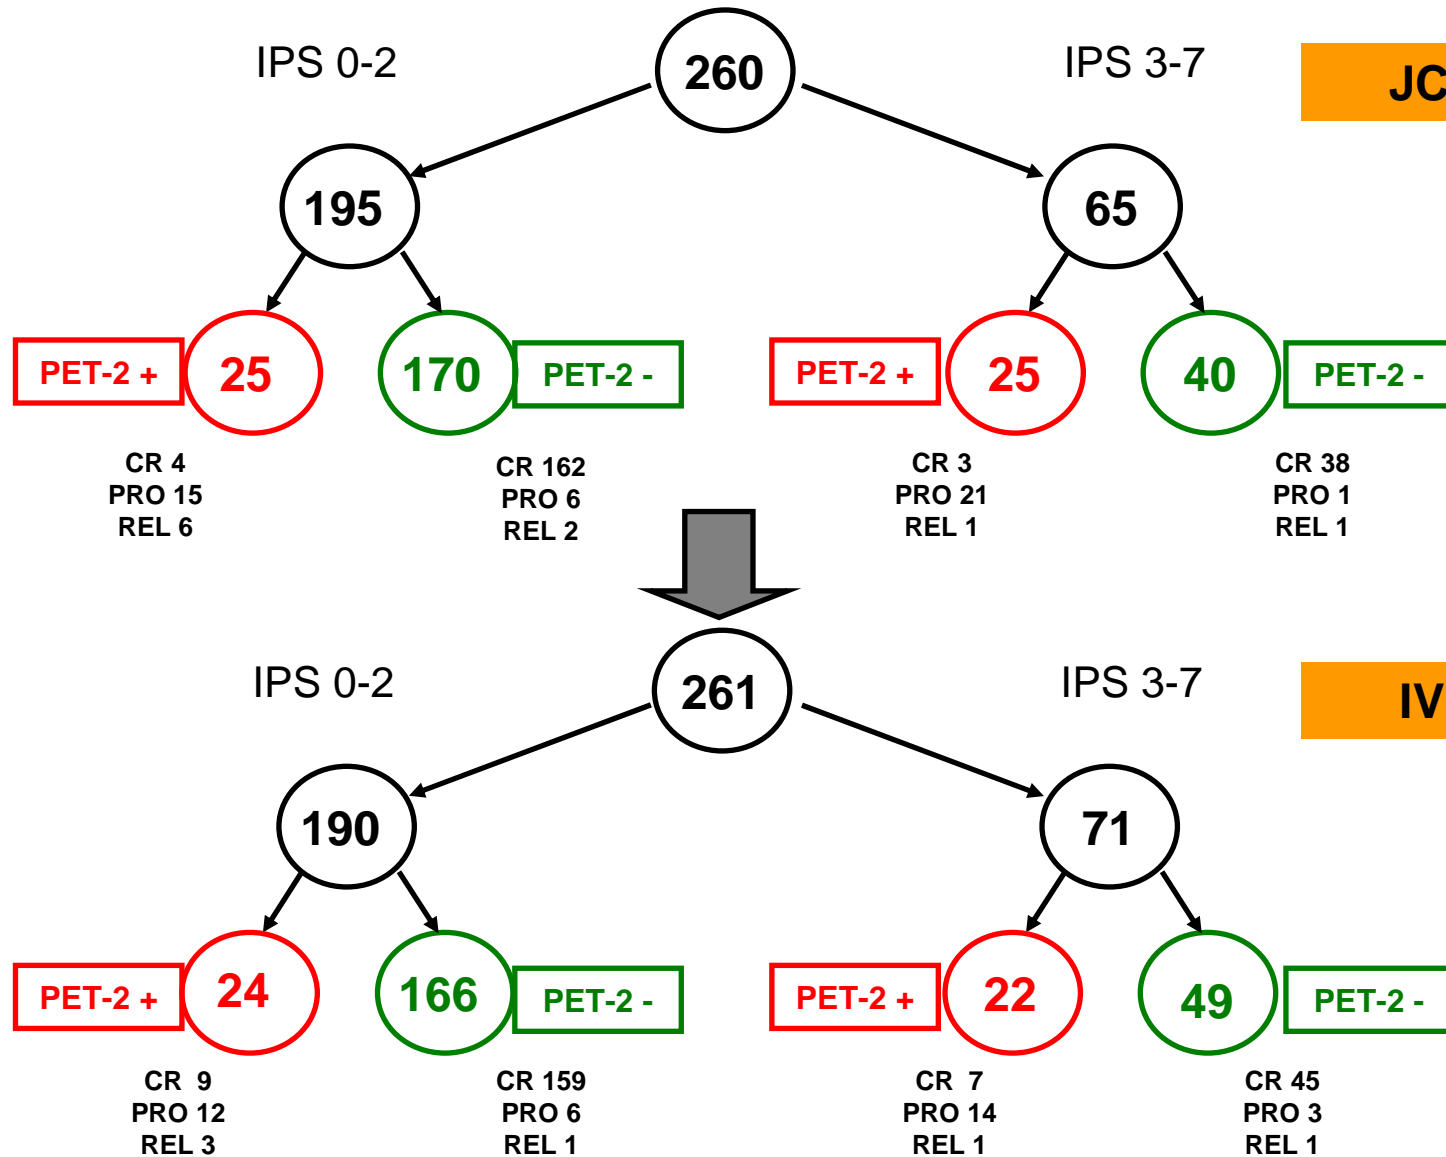 IPS 0-2
260
IPS 3-7
JC
195
65
PET-2 +
25
170
PET-2 -
PET-2 +
25
40
PET-2 -
CR 4
PRO 15
REL 6
CR 162
PRO 6
REL 2
CR 3
PRO 21
REL 1
CR 38
PRO 1
REL 1
IPS 0-2
261
IPS 3-7
IV
190
71
PET-2 +
24
166
PET-2 -
PET-2 +
22
49
PET-2 -
CR 9
PRO 12
REL 3
CR 159
PRO 6
REL 1
CR 7
PRO 14
REL 1
CR 45
PRO 3
REL 1